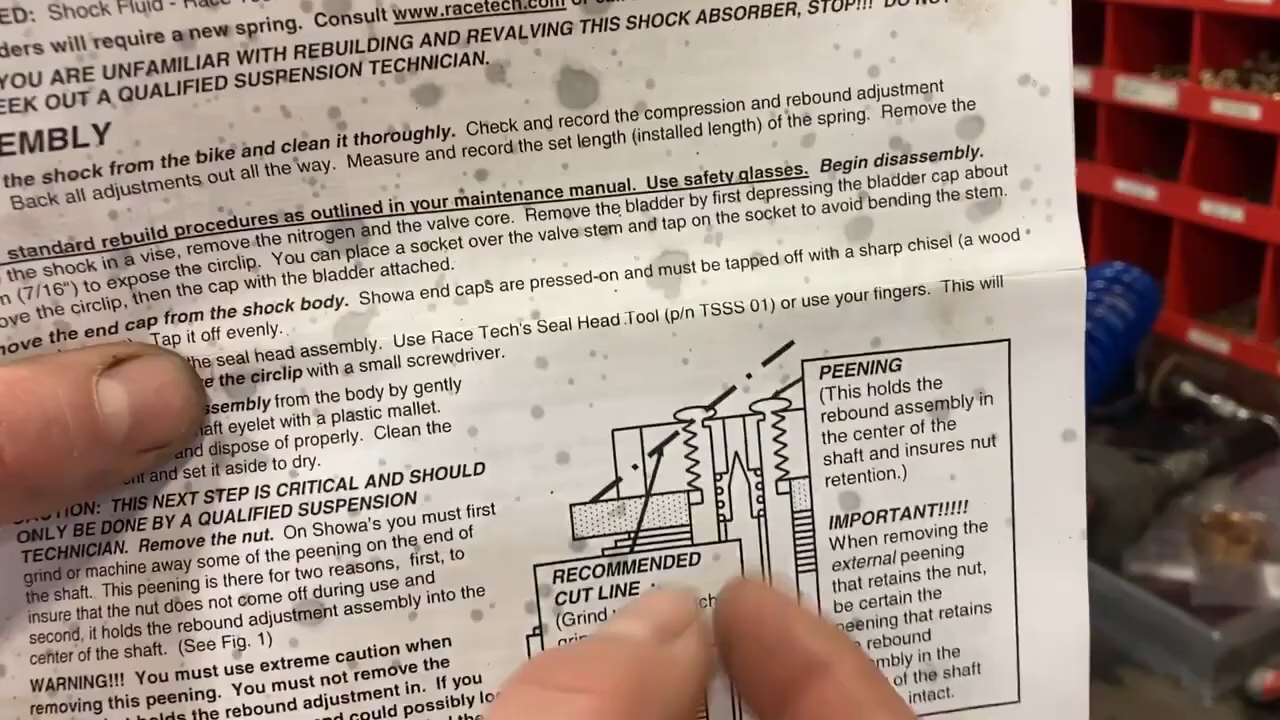 ED: Shock Fluid - Race
ders will require a new spring. Consult www.racetech.com or
YOU ARE UNFAMILIAR WITH REBUILDING AND REVALVING THIS SHOCK ABSORBER, STOP!!! DO NOT
EEK OUT A QUALIFIED SUSPENSION TECHNICIAN.
EMBLY
the shock from the bike and clean it thoroughly. Check and record the compression and rebound adjustment
Back all adjustments out all the way. Measure and record the set length (installed length) of the spring. Remove the
standard rebuild procedures as outlined in your maintenance manual. Use safety glasses. Begin disassembly.
the shock in a vise, remove the nitrogen and the valve core. Remove the bladder by first depressing the bladder cap about
n (7/16") to expose the circlip. You can place a socket over the valve stem and tap on the socket to avoid bending the stem.
ove the circlip, then the cap with the bladder attached.
nove the end cap from the shock body. Showa end caps are pressed-on and must be tapped off with a sharp chisel (a wood
Tap it off evenly.
the seal head assembly. Use Race Tech's Seal Head Tool (p/n TSSS 01) or use your fingers. This will
e the circlip with a small screwdriver.
ssembly from the body by gently
haft eyelet with a plastic mallet.
and dispose of properly. Clean the
nt and set it aside to dry.
CAUTION: THIS NEXT STEP IS CRITICAL AND SHOULD
ONLY BE DONE BY A QUALIFIED SUSPENSION
TECHNICIAN. Remove the nut. On Showa's you must first
grind or machine away some of the peening on the end of
the shaft. This peening is there for two reasons, first, to
insure that the nut does not come off during use and
second, it holds the rebound adjustment assembly into the
center of the shaft. (See Fig. 1)
WARNING!!! You must use extreme caution when
removing this peening. You must not remove the
holds the rebound adjustment in. If you
and could possibly lo
RECOMMENDED
CUT LINE
(Grind
PEENING
(This holds the
rebound assembly in
the center of the
shaft and insures nut
retention.)
IMPORTANT!!!!!
When removing the
external peening
that retains the nut,
be certain the
peening that retains
rebound
mbly in the
of the shaft
intact.